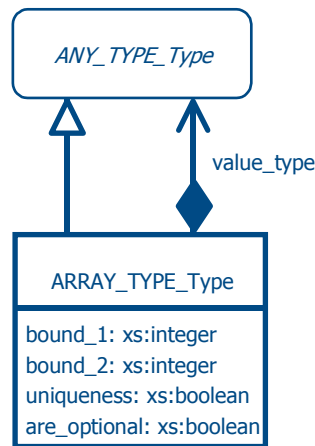 ANY_TYPE_Type
value_type
ARRAY_TYPE_Type
bound_1: xs:integer
bound_2: xs:integer
uniqueness: xs:boolean
are_optional: xs:boolean